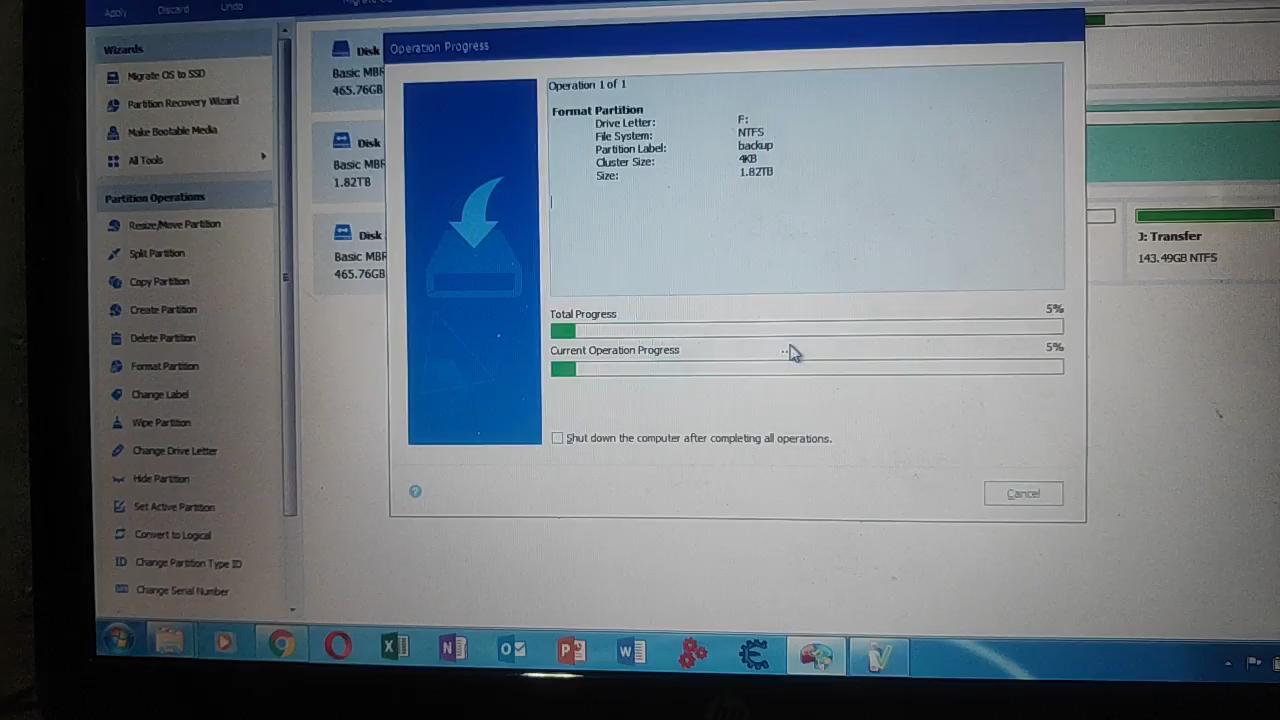 Apply Discard Undo
Wizards
Migrate OS to SSD
Partition Recovery Wizard
Make Bootable Media
All Tools
Partition Operations
Resize/Move Partition
Split Partition
Copy Partition
Create Partition
Delete Partition
Format Partition
Change Label
Wipe Partition
Change Drive Letter
Hide Partition
Set Active Partition
Convert to Logical
ID Change Partition Type ID
Change Serial Number
Disk
Basic MBR
465.76GB
Disk
Basic MBR
1.82TB
Disk
Basic MBR
465.76GB
Operation Progress
Operation 1 of 1
Format Partition
Drive Letter: F:
File System: NTFS
Partition Label: backup
Cluster Size: 4KB
Size: 1.82TB
Total Progress 5%
Current Operation Progress 5%
Shut down the computer after completing all operations.
Cancel
J: Transfer
143.49GB NTFS